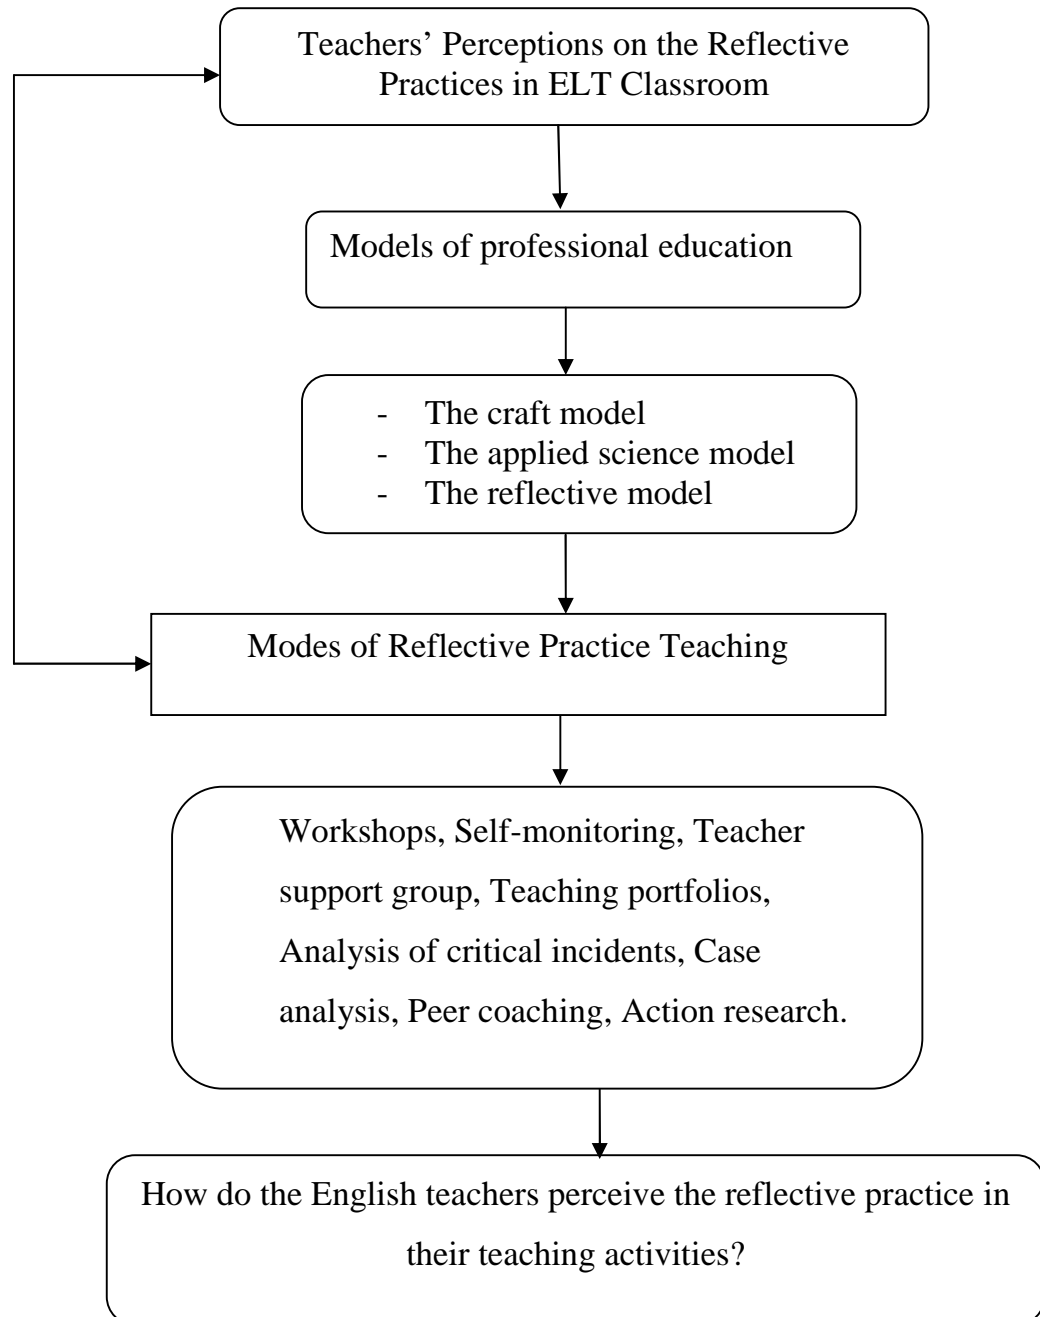 Teachers’ Perceptions on the Reflective
Practices in ELT Classroom
Models of professional education
- The craft model
- The applied science model
- The reflective model
Modes of Reflective Practice Teaching
Workshops, Self-monitoring, Teacher
support group, Teaching portfolios,
Analysis of critical incidents, Case
analysis, Peer coaching, Action research.
How do the English teachers perceive the reflective practice in
their teaching activities?